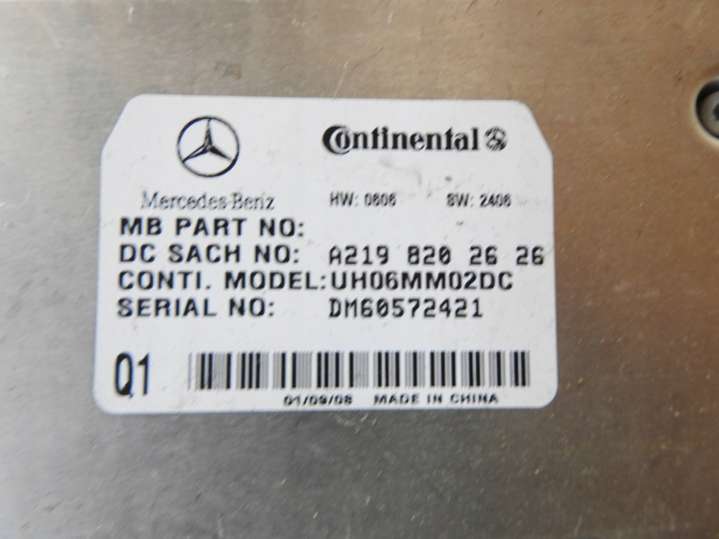 Continental
Mercedes-Benz HW: 0606 SW: 2406
MB PART NO:
DC SACH NO: A219 820 26 26
CONTI. MODEL: UH06MM02DC
SERIAL NO: DM60572421
Q1
01/09/08 MADE IN CHINA